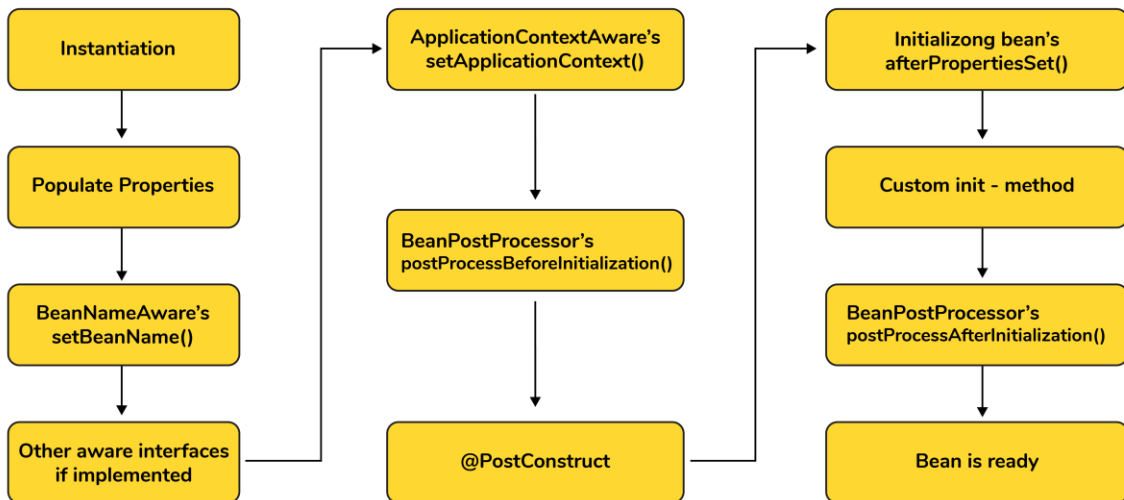 Instantiation
Populate Properties
BeanNameAware's
setBeanName()
Other aware interfaces
if implemented
ApplicationContextAware's
setApplicationContext()
BeanPostProcessor's
postProcessBeforeInitialization()
@PostConstruct
Initializong bean's
afterPropertiesSet()
Custom init - method
BeanPostProcessor's
postProcessAfterInitialization()
Bean is ready